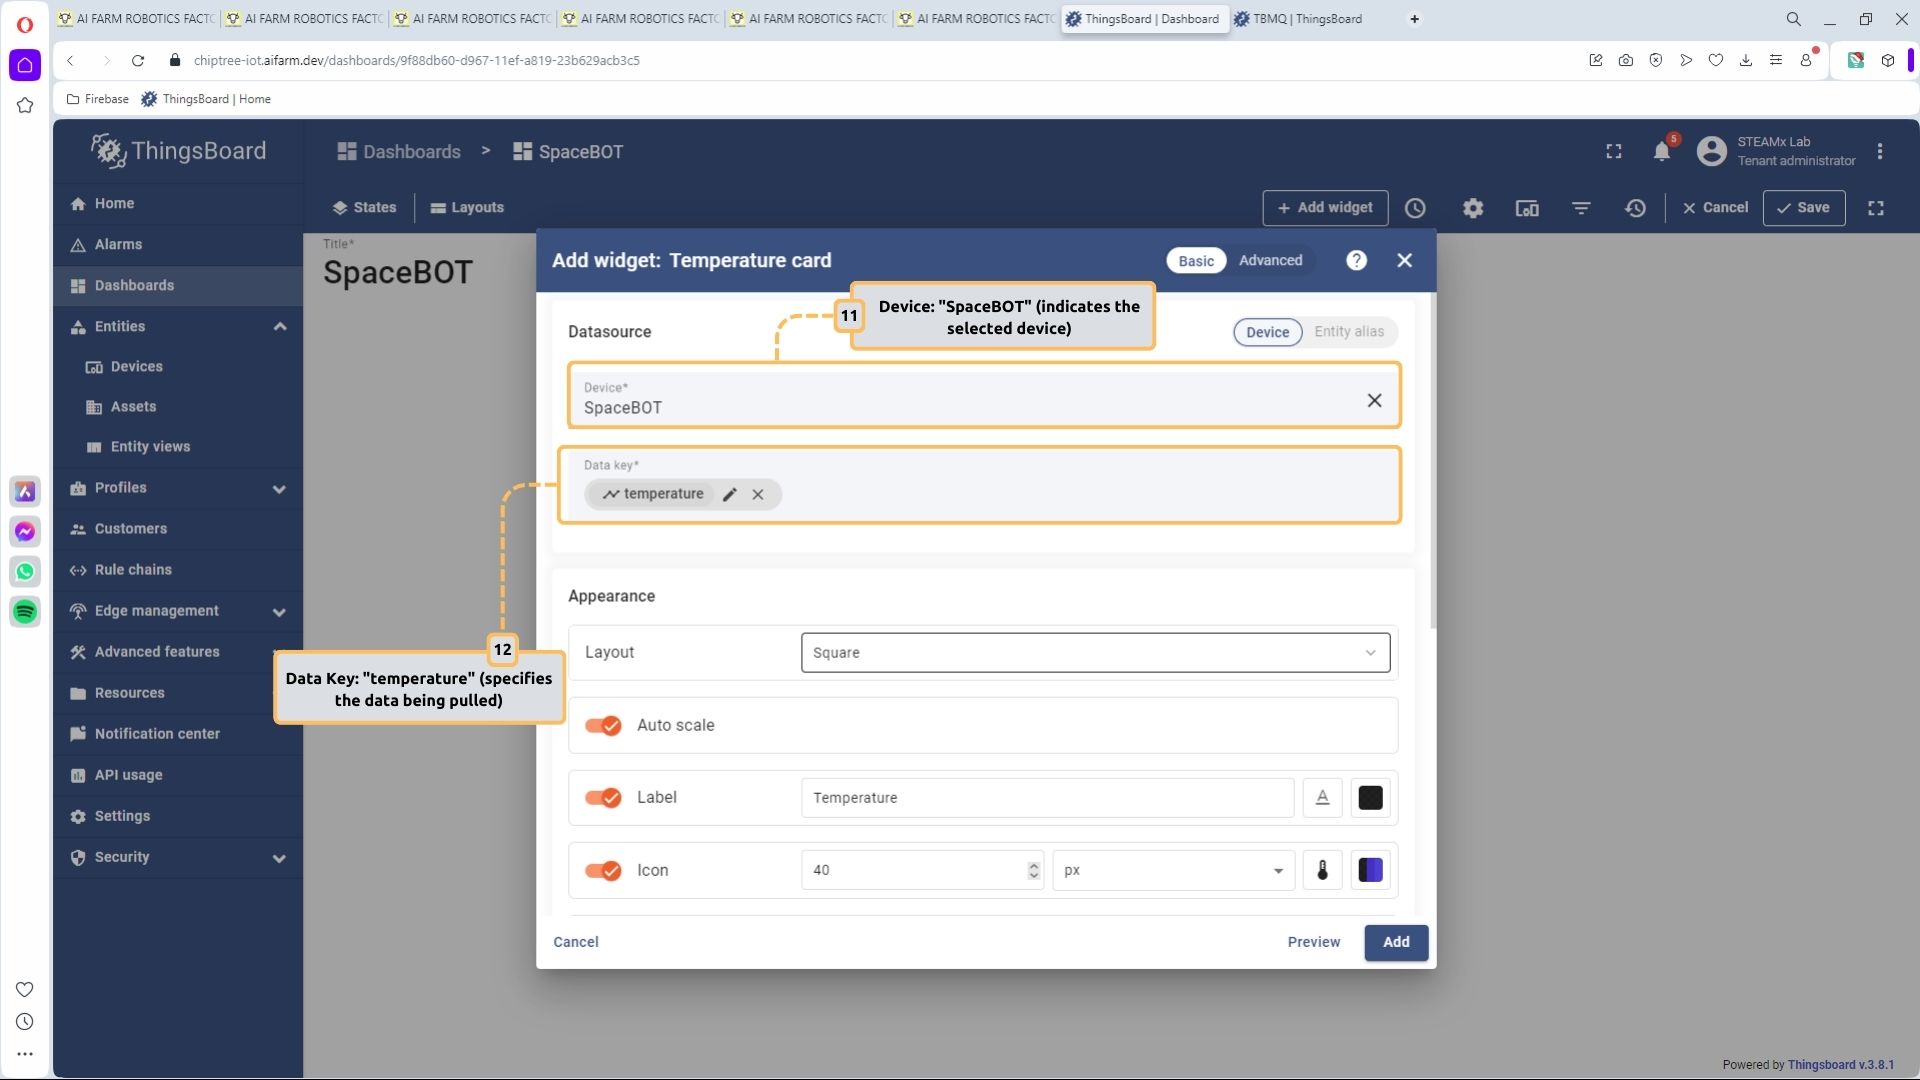 AI FARM ROBOTICS FACTO
AI FARM ROBOTICS FACTO
AI FARM ROBOTICS FACTO
AI FARM ROBOTICS FACTO
AI FARM ROBOTICS FACTO
AI FARM ROBOTICS FACTO
ThingsBoard | Dashboard
TBMQ | ThingsBoard
chiptree-iot.aifarm.dev/dashboards/9f88db60-d967-11ef-a819-23b629acb3c5
Firebase
ThingsBoard | Home
ThingsBoard
Dashboards > SpaceBOT
5
STEAMx Lab
Tenant administrator
Home
Alarms
Dashboards
Entities
Devices
Assets
Entity views
Profiles
Customers
Rule chains
Edge management
Advanced features
Resources
Notification center
API usage
Settings
Security
States
Layouts
+ Add widget
Cancel
Save
Title*
SpaceBOT
Add widget: Temperature card
Basic
Advanced
?
11
Device: "SpaceBOT" (indicates the
selected device)
Datasource
Device
Entity alias
Device*
SpaceBOT
Data key*
temperature
12
Data Key: "temperature" (specifies
the data being pulled)
Appearance
Layout
Square
Auto scale
Label
Temperature
A
Icon
40
px
Cancel
Preview
Add
Powered by Thingsboard v.3.8.1